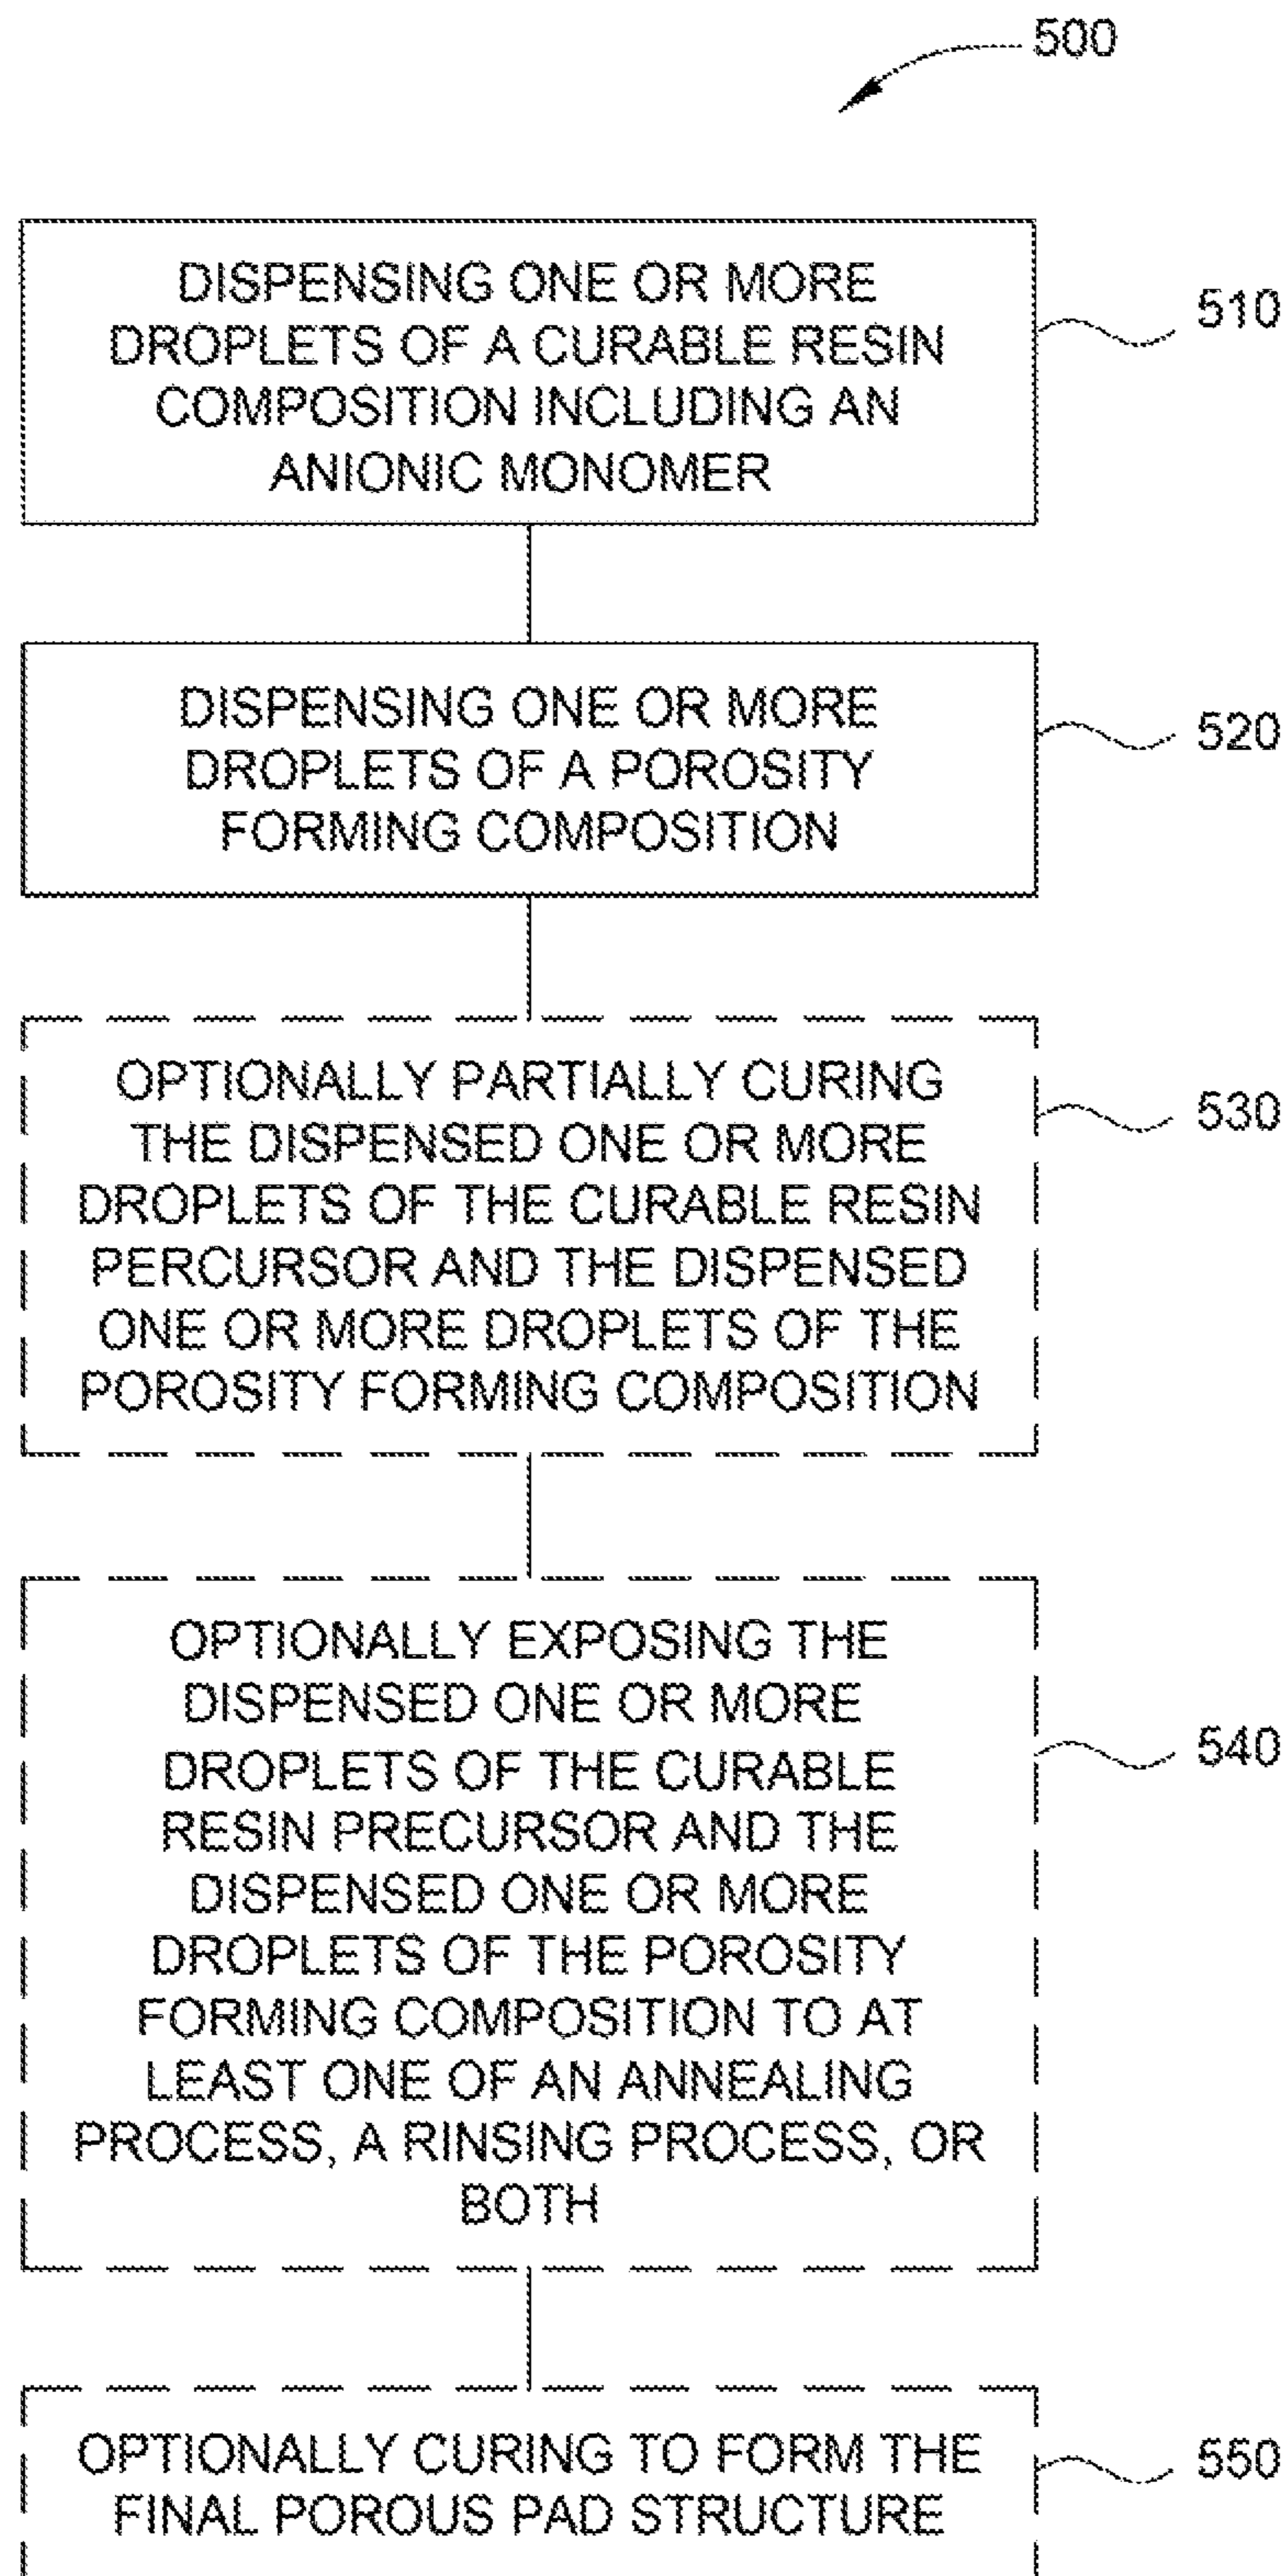 500
DISPENSING ONE OR MORE
DROPLETS OF A CURABLE RESIN
COMPOSITION INCLUDING AN
ANIONIC MONOMER
510
DISPENSING ONE OR MORE
DROPLETS OF A POROSITY
FORMING COMPOSITION
520
OPTIONALLY PARTIALLY CURING
THE DISPENSED ONE OR MORE
DROPLETS OF THE CURABLE RESIN
PERCURSOR AND THE DISPENSED
ONE OR MORE DROPLETS OF THE
POROSITY FORMING COMPOSITION
530
OPTIONALLY EXPOSING THE
DISPENSED ONE OR MORE
DROPLETS OF THE CURABLE
RESIN PRECURSOR AND THE
DISPENSED ONE OR MORE
DROPLETS OF THE POROSITY
FORMING COMPOSITION TO AT
LEAST ONE OF AN ANNEALING
PROCESS, A RINSING PROCESS, OR
BOTH
540
OPTIONALLY CURING TO FORM THE
FINAL POROUS PAD STRUCTURE
550